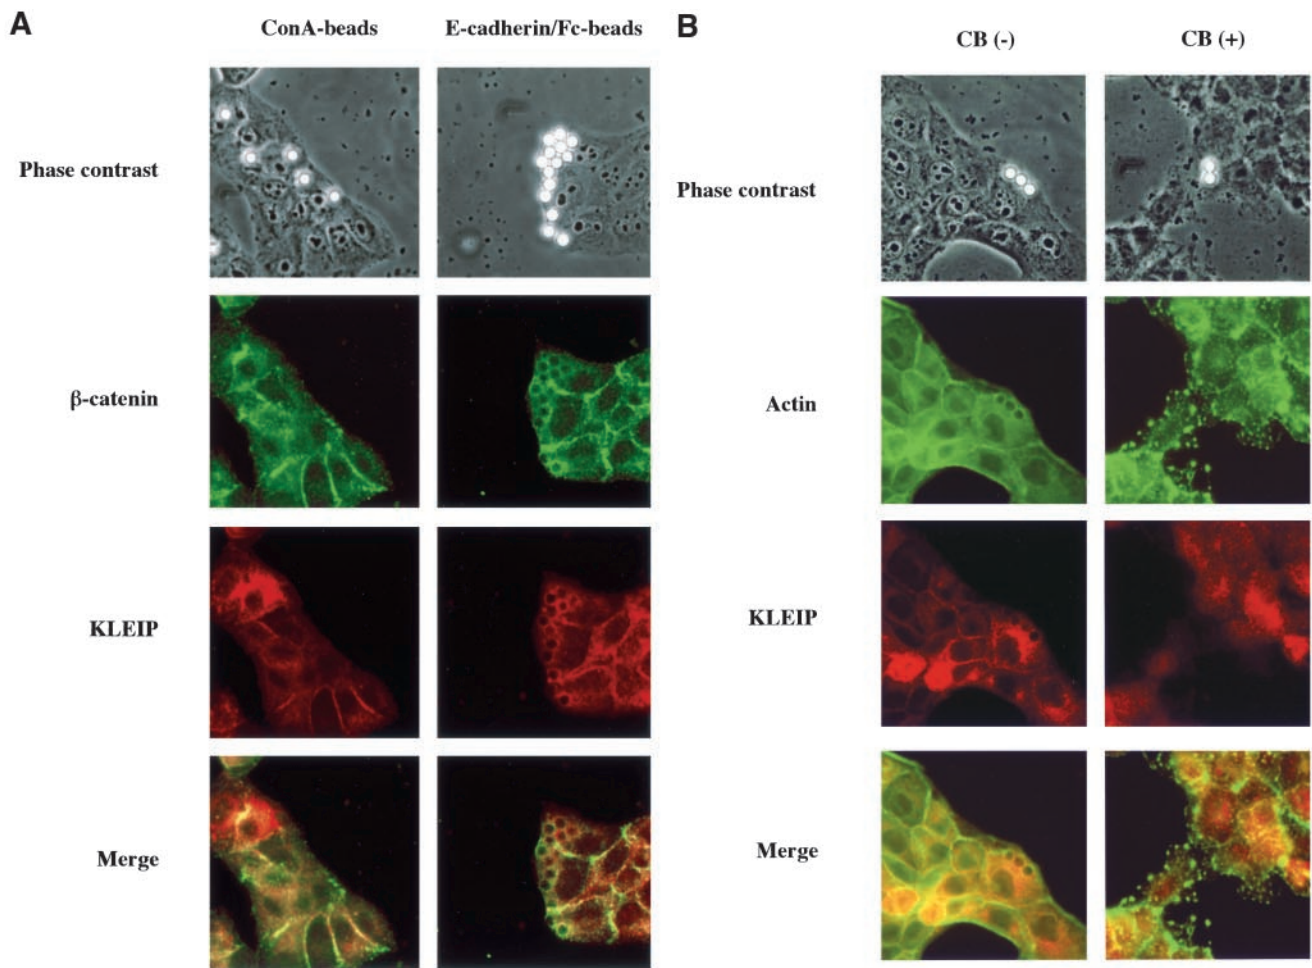 A
ConA-beads
E-cadherin/Fc-beads
Phase contrast
β-catenin
KLEIP
Merge
B
CB (-)
CB (+)
Phase contrast
Actin
KLEIP
Merge